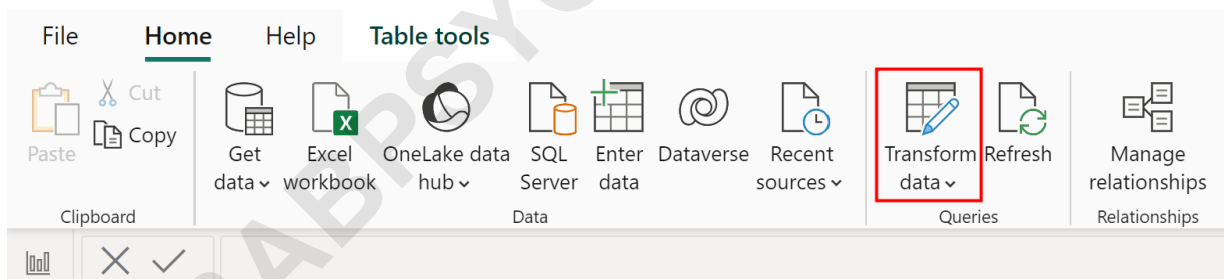 File Home Help Table tools
Cut
Copy
Paste
Get data
Excel workbook
OneLake data hub
SQL Server
Enter data
Dataverse
Recent sources
Transform data
Refresh
Manage relationships
Clipboard
Data
Queries
Relationships